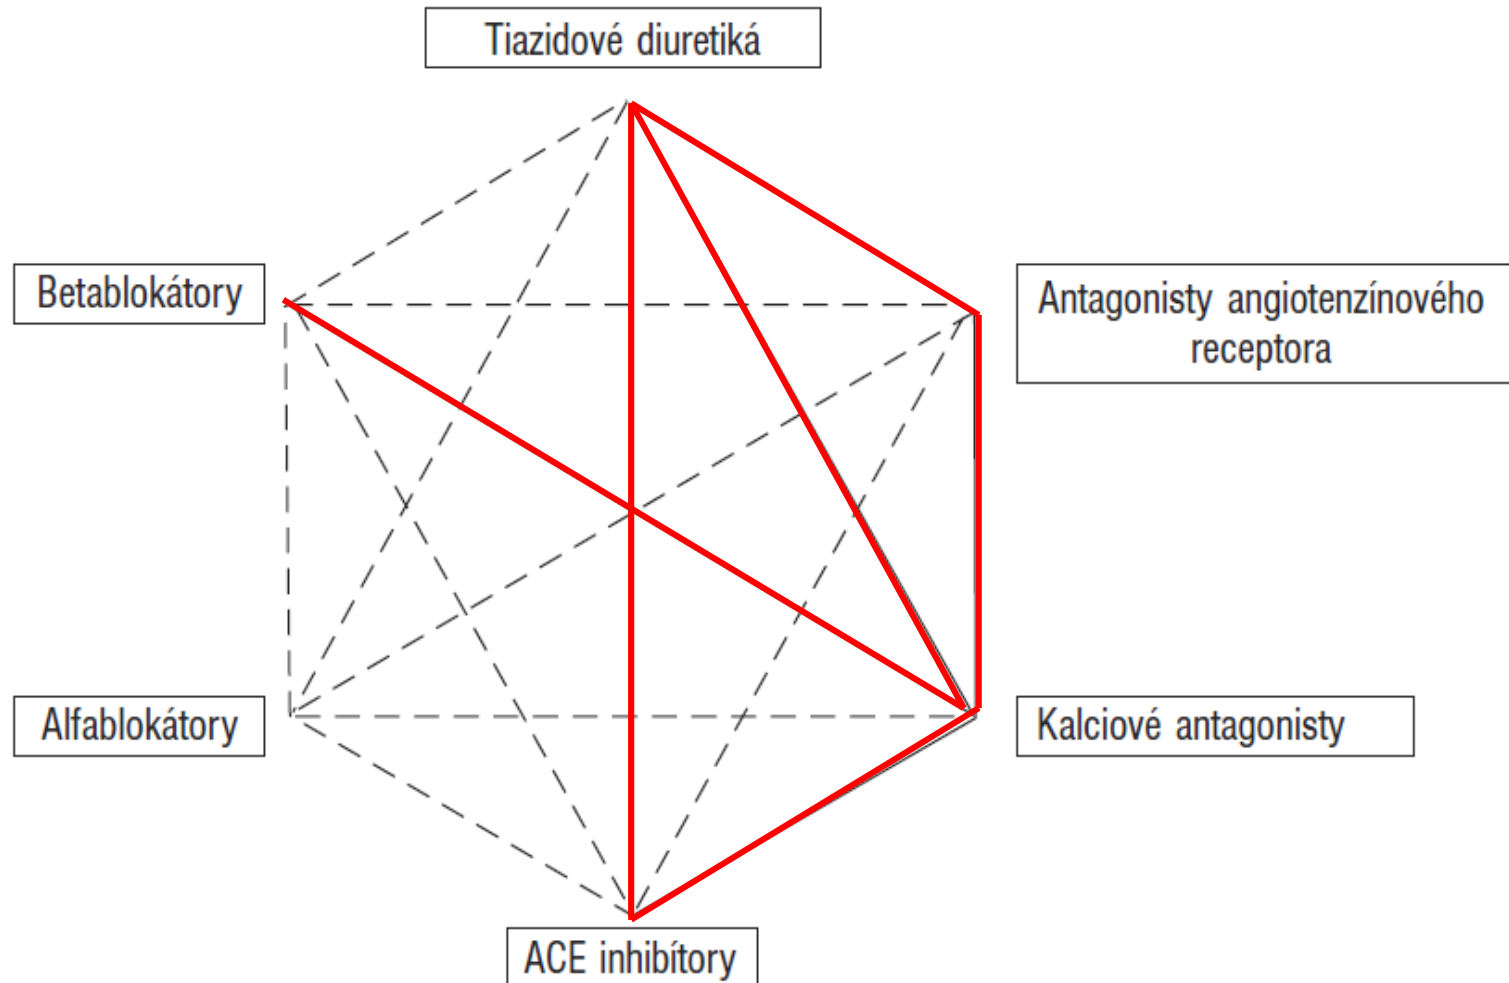 Tiazidové diuretiká
Betablokátory
Antagonisty angiotenzínového
receptora
Alfablokátory
Kalciové antagonisty
ACE inhibítory